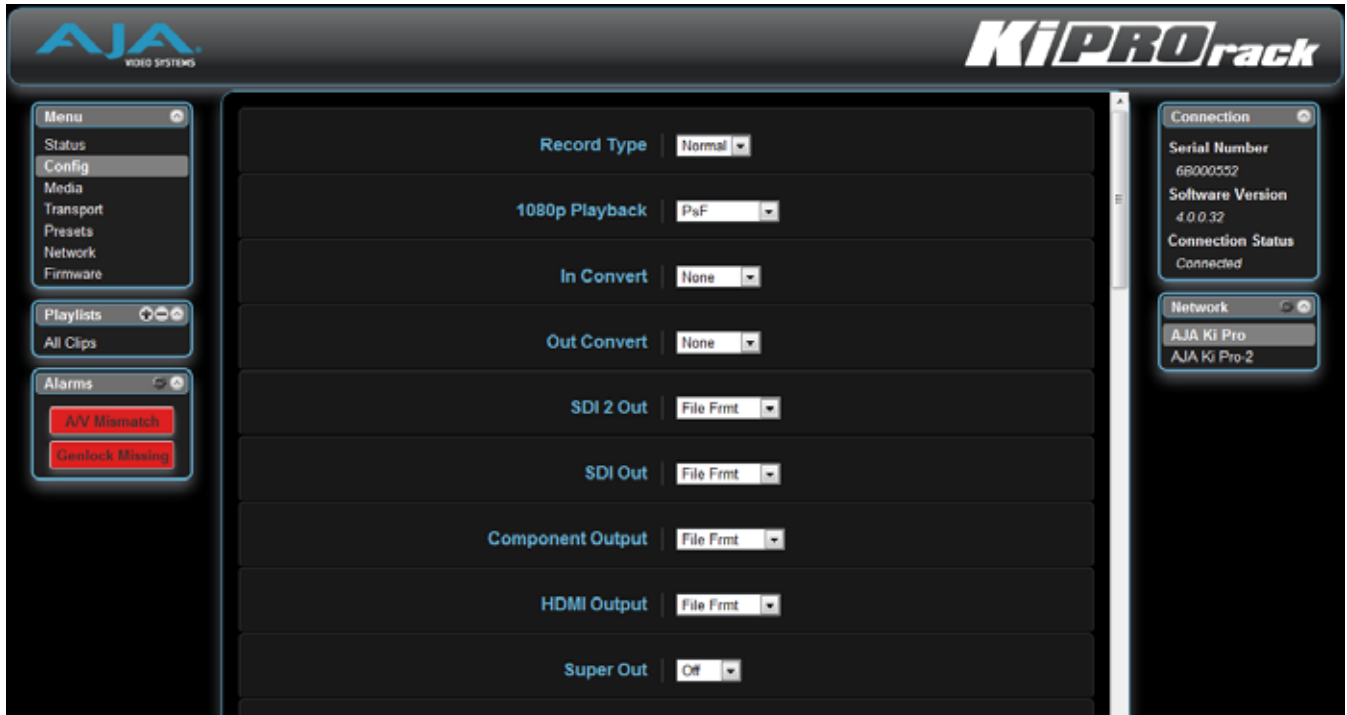 AJA
VIDEO SYSTEMS
Ki PRO rack
Menu
Status
Config
Media
Transport
Presets
Network
Firmware
Playlists
All Clips
Alarms
A/V Mismatch
Genlock Missing
Record Type Normal
1080p Playback PsF
In Convert None
Out Convert None
SDI 2 Out File Frmt
SDI Out File Frmt
Component Output File Frmt
HDMI Output File Frmt
Super Out Off
Connection
Serial Number
6B000552
Software Version
4.0.0.32
Connection Status
Connected
Network
AJA Ki Pro
AJA Ki Pro-2